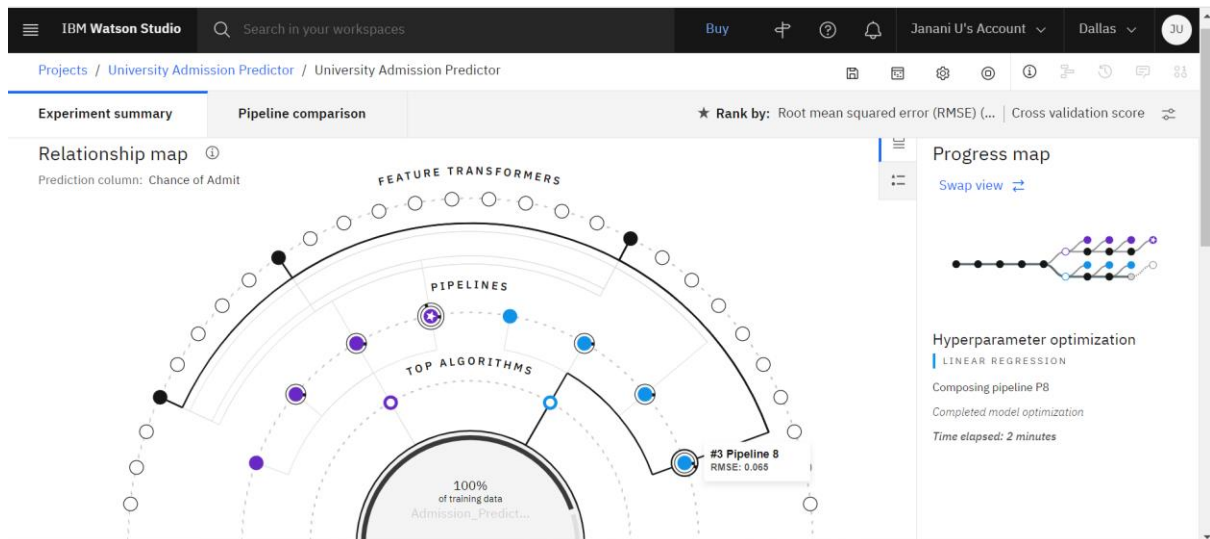 IBM Watson Studio
Search in your workspaces
Buy
Janani U's Account
Dallas
JU
Projects / University Admission Predictor / University Admission Predictor
Experiment summary
Pipeline comparison
★ Rank by: Root mean squared error (RMSE) (... | Cross validation score
Relationship map
Prediction column: Chance of Admit
FEATURE TRANSFORMERS
PIPELINES
TOP ALGORITHMS
#3 Pipeline 8
RMSE: 0.065
100%
of training data
Admission_Predict...
Progress map
Swap view
Hyperparameter optimization
LINEAR REGRESSION
Composing pipeline P8
Completed model optimization
Time elapsed: 2 minutes